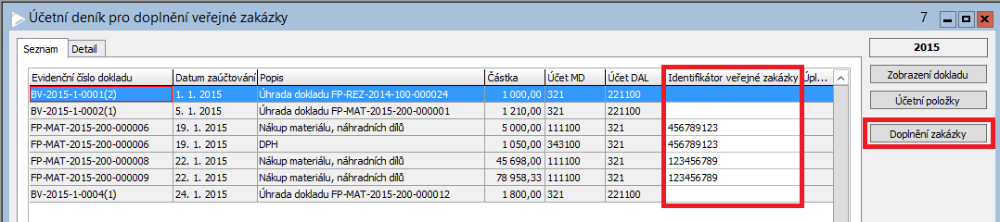 Účetní deník pro doplnění veřejné zakázky 7
Seznam Detail 2015
Evidenční číslo dokladu Datum zaúčtování Popis Částka Účet MD Účet DAL Identifikátor veřejné zakázky Úpl...
BV-2015-1-0001(2) 1. 1. 2015 Úhrada dokladu FP-REZ-2014-100-000024 1 000,00 321 221100
Zobrazení dokladu
BV-2015-1-0002(1) 5. 1. 2015 Úhrada dokladu FP-MAT-2015-200-000001 1 210,00 321 221100
Účetní položky
FP-MAT-2015-200-000006 19. 1. 2015 Nákup materiálu, náhradních dílů 5 000,00 111100 321 456789123
Doplnění zakázky
FP-MAT-2015-200-000006 19. 1. 2015 DPH 1 050,00 343100 321 456789123
FP-MAT-2015-200-000008 22. 1. 2015 Nákup materiálu, náhradních dílů 45 698,00 111100 321 123456789
FP-MAT-2015-200-000009 22. 1. 2015 Nákup materiálu, náhradních dílů 78 958,33 111100 321 123456789
BV-2015-1-0004(1) 24. 1. 2015 Úhrada dokladu FP-MAT-2015-200-000012 1 800,00 321 221100